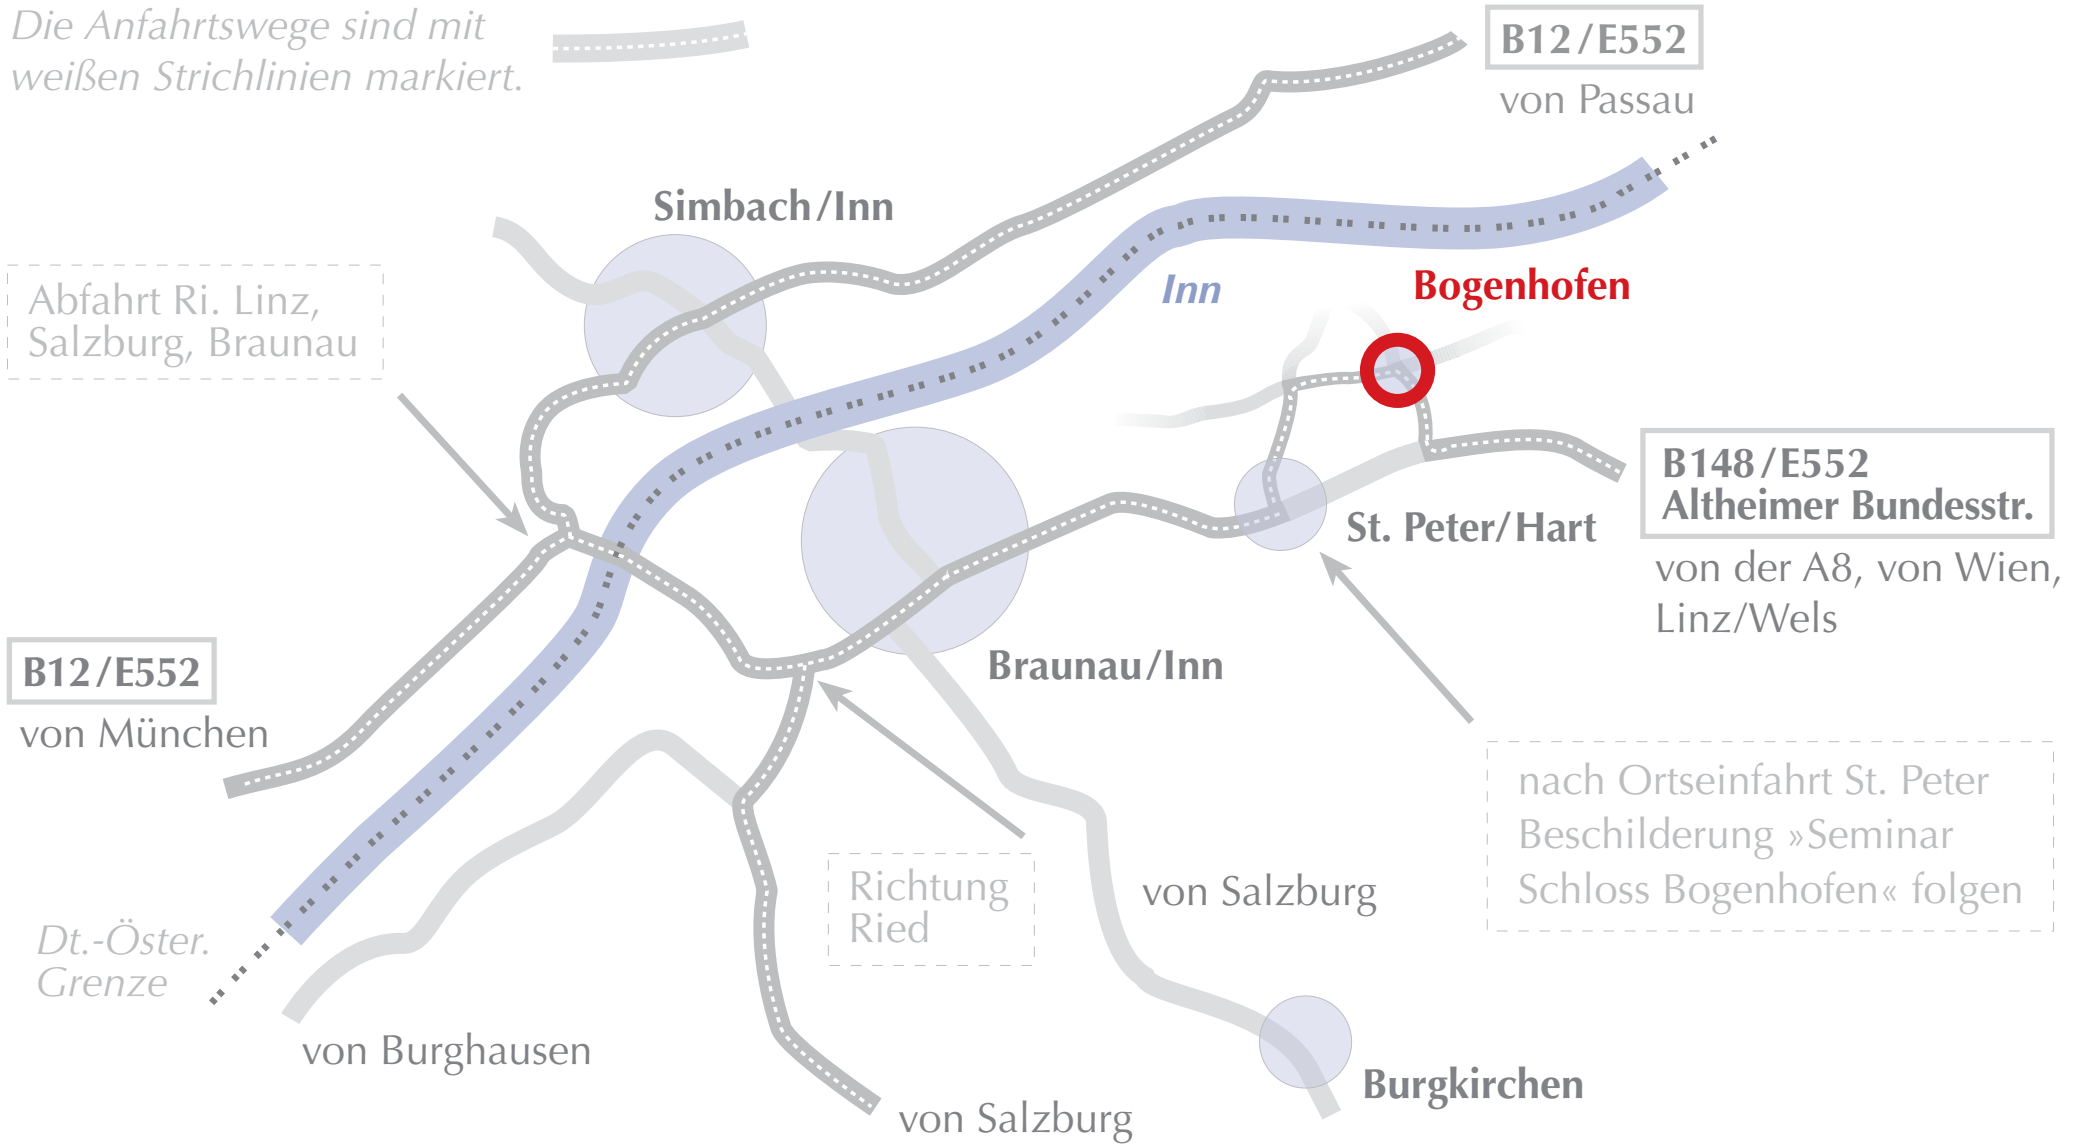 Die Anfahrtswege sind mit
weißen Strichlinien markiert.
B12/E552
von Passau
Simbach/Inn
Inn
Bogenhofen
Abfahrt Ri. Linz,
Salzburg, Braunau
B148/E552
Altheimer Bundesstr.
von der A8, von Wien,
Linz/Wels
St. Peter/Hart
B12/E552
von München
Braunau/Inn
nach Ortseinfahrt St. Peter
Beschilderung »Seminar
Schloss Bogenhofen« folgen
Richtung
Ried
von Salzburg
Dt.-Öster.
Grenze
von Burghausen
Burgkirchen
von Salzburg